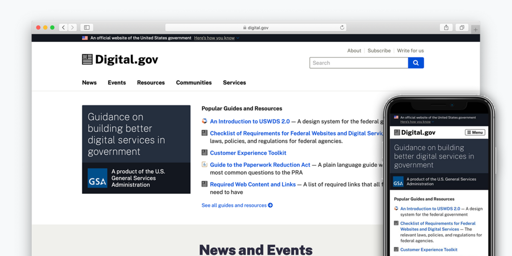 digital.gov
An official website of the United States government Here's how you know
About Subscribe Write for us
Digital.gov
Search
News Events Resources Communities Services
Guidance on
building better
digital services in
government
GSA
A product of the U.S.
General Services
Administration
Popular Guides and Resources
An Introduction to USWDS 2.0 — A design system for the federal g
Checklist of Requirements for Federal Websites and Digital Servic
laws, policies, and regulations for federal agencies.
Customer Experience Toolkit
Guide to the Paperwork Reduction Act — A plain language guide w
most common collections to the PRA
Required Web Content and Links — A list of required links that all f
need to have
See all guides and resources
News and Events
An official website of the United States government
Here's how you know
Digital.gov
Menu
Guidance on building better
digital services in government
GSA
A product of the U.S. General
Services Administration
Popular Guides and Resources
An Introduction to USWDS 2.0 — A design
system for the federal government
Checklist of Requirements for Federal
Websites and Digital Services — The
relevant laws, policies, and regulations for
federal agencies.
Customer Experience Toolkit